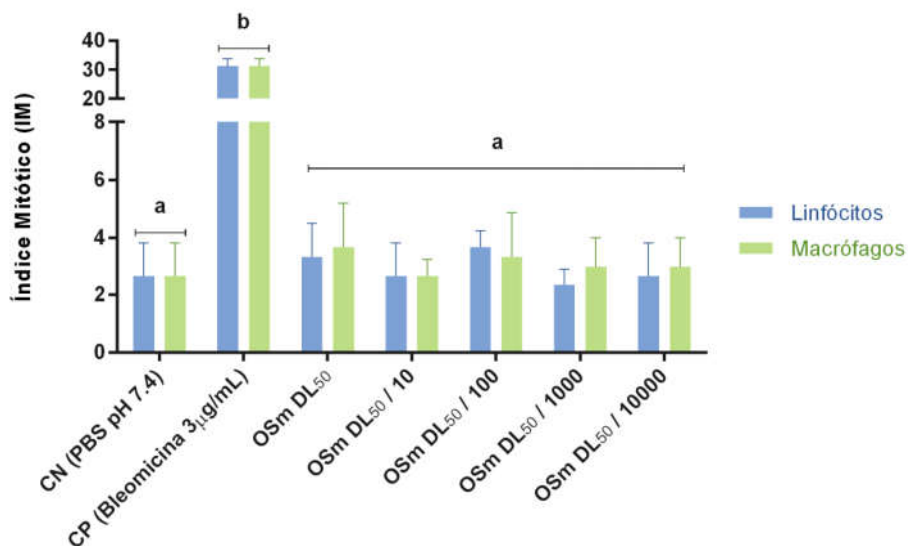 b
40
30
20
8
6
4
2
0
Índice Mitótico (IM)
a
a
Linfócitos
Macrófagos
CN (PBS pH 7.4)
CP (Bleomicina 3µg/mL)
OSm DL50
OSm DL50 / 10
OSm DL50 / 100
OSm DL50 / 1000
OSm DL50 / 10000